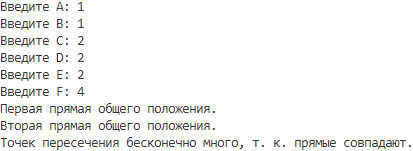 Введите A: 1
Введите B: 1
Введите C: 2
Введите D: 2
Введите E: 2
Введите F: 4
Первая прямая общего положения.
Вторая прямая общего положения.
Точек пересечения бесконечно много, т. к. прямые совпадают.